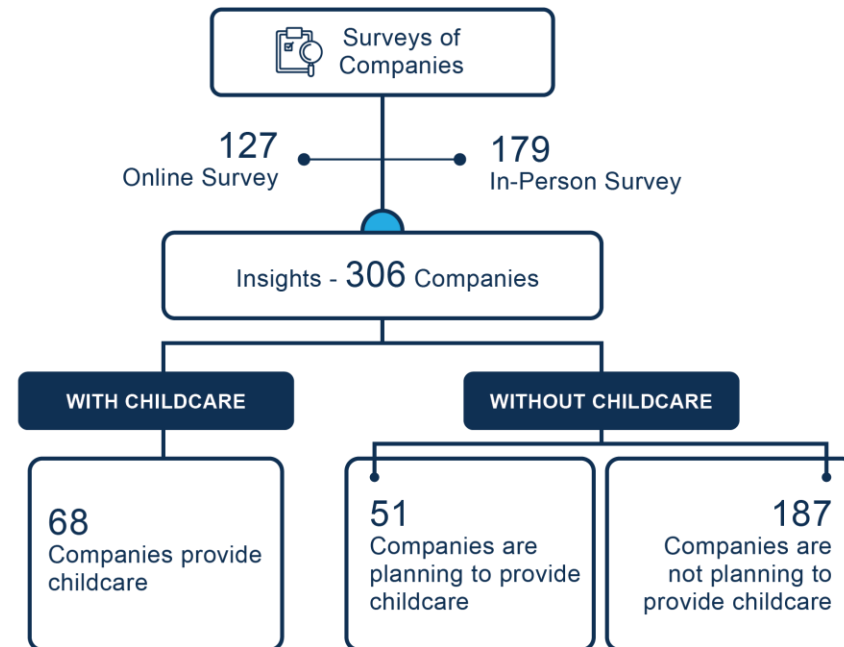 Surveys of
Companies
127
Online Survey
179
In-Person Survey
Insights - 306 Companies
WITH CHILDCARE
WITHOUT CHILDCARE
68
Companies provide
childcare
51
Companies are
planning to provide
childcare
187
Companies are
not planning to
provide childcare